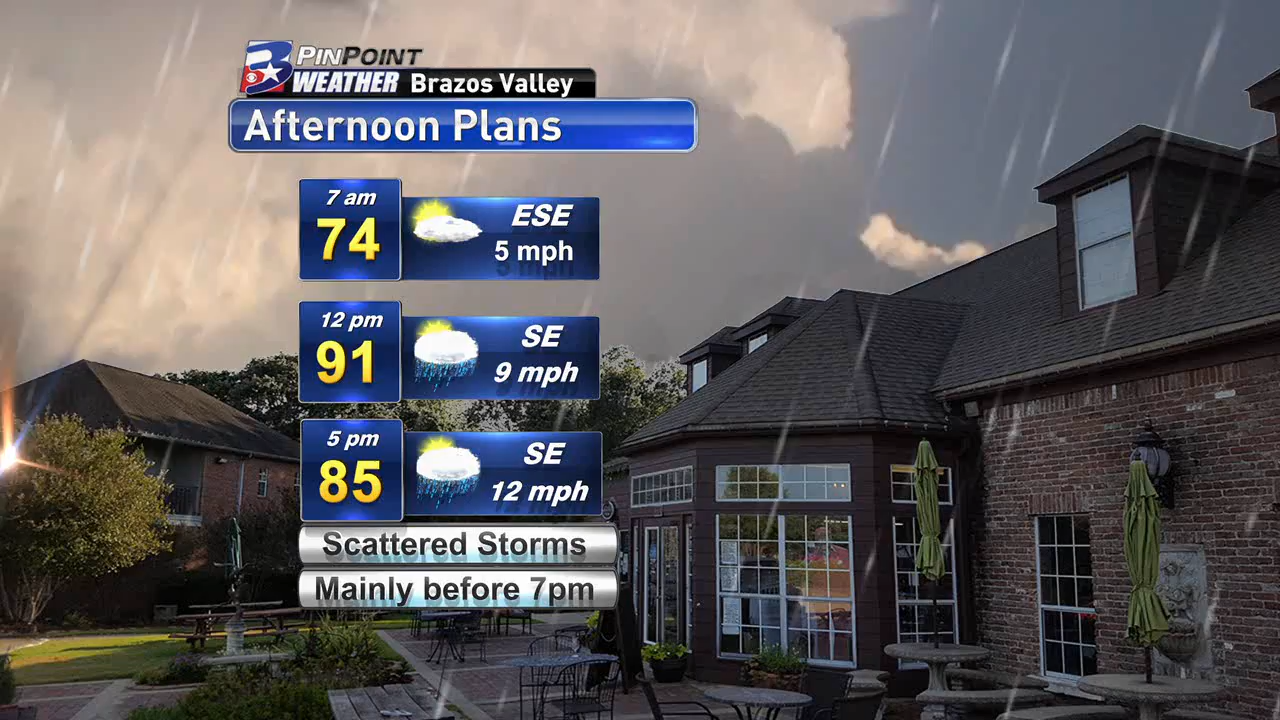 PINPOINT
WEATHER Brazos Valley
Afternoon Plans
7 am
74
ESE
5 mph
12 pm
91
SE
9 mph
5 pm
85
SE
12 mph
Scattered Storms
Mainly before 7pm